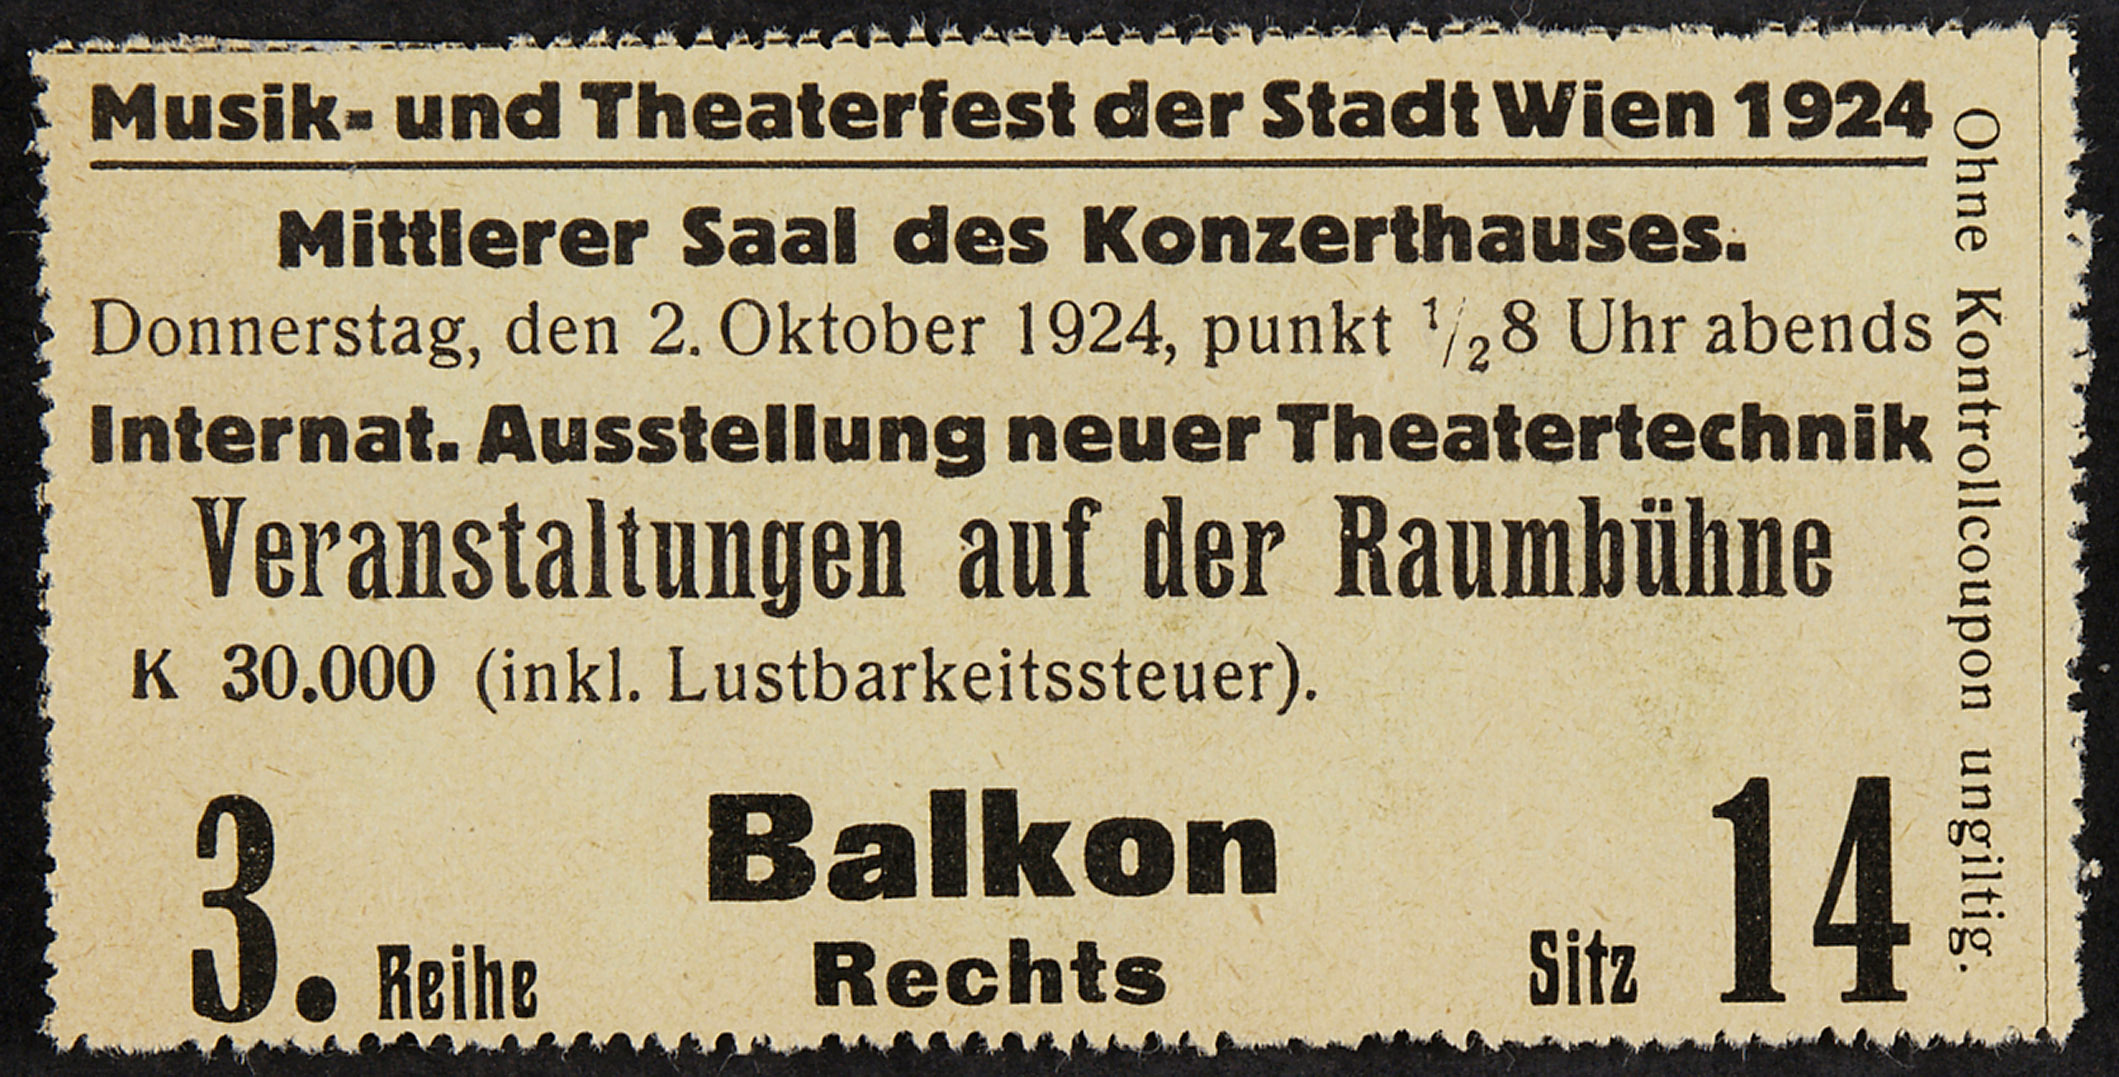 Musik- und Theaterfest der Stadt Wien 1924
Mittlerer Saal des Konzerthauses.
Donnerstag, den 2. Oktober 1924, punkt 1/2 8 Uhr abends
Internat. Ausstellung neuer Theatertechnik
Veranstaltungen auf der Raumbühne
K 30.000 (inkl. Lustbarkeitssteuer).
3. Reihe
Balkon
Rechts
Sitz 14
Ohne Kontrollcoupon ungiltig.